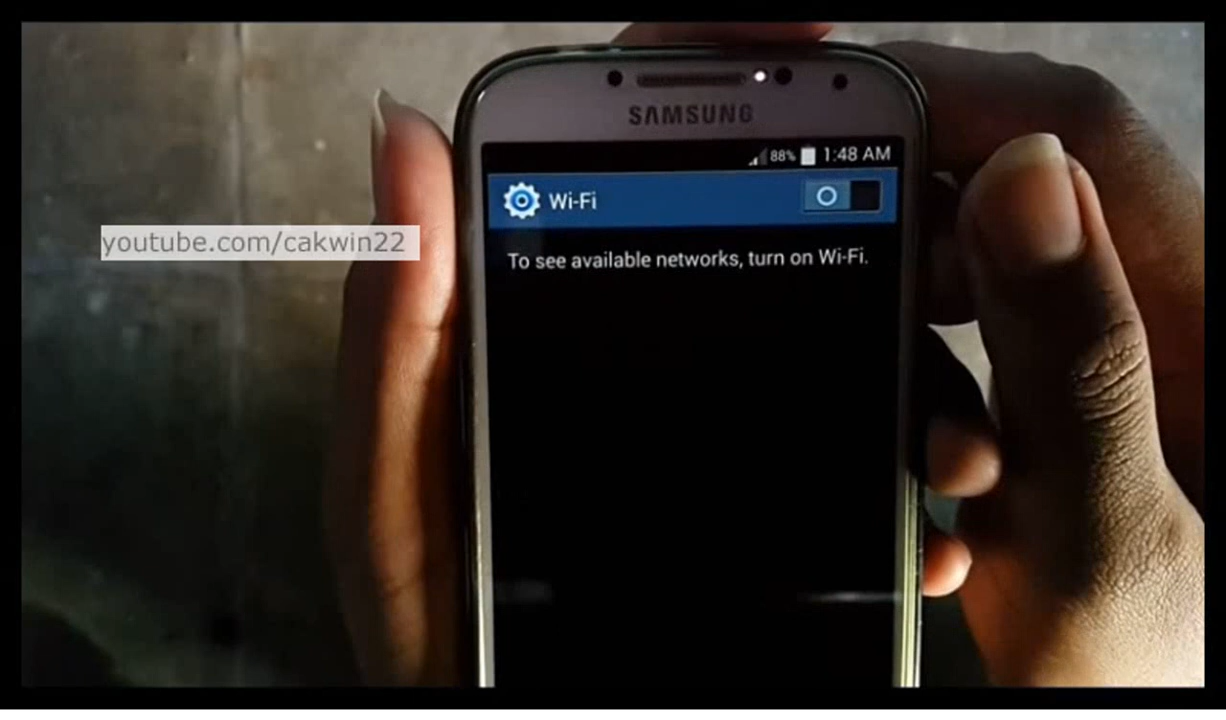 SAMSUNG
88% 1:48 AM
Wi-Fi
youtube.com/cakwin22
To see available networks, turn on Wi-Fi.